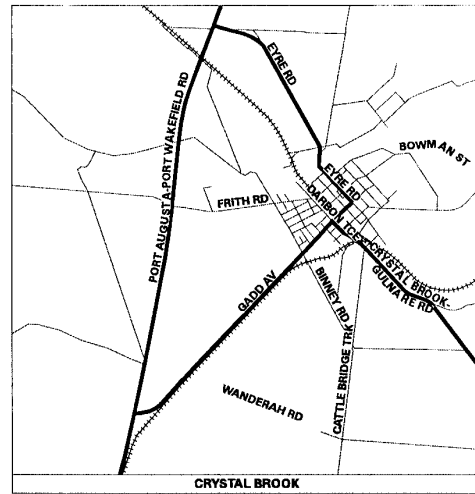 EYRE RD
PORT AUGUSTA-PORT WAKEFIELD RD
BOWMAN ST
EYRE RD
FRITH RD
DARBON TCE
CRYSTAL BROOK-
GULNARE RD
GADD AV
BINNEY RD
CATTLE BRIDGE TRK
WANDERAH RD
CRYSTAL BROOK